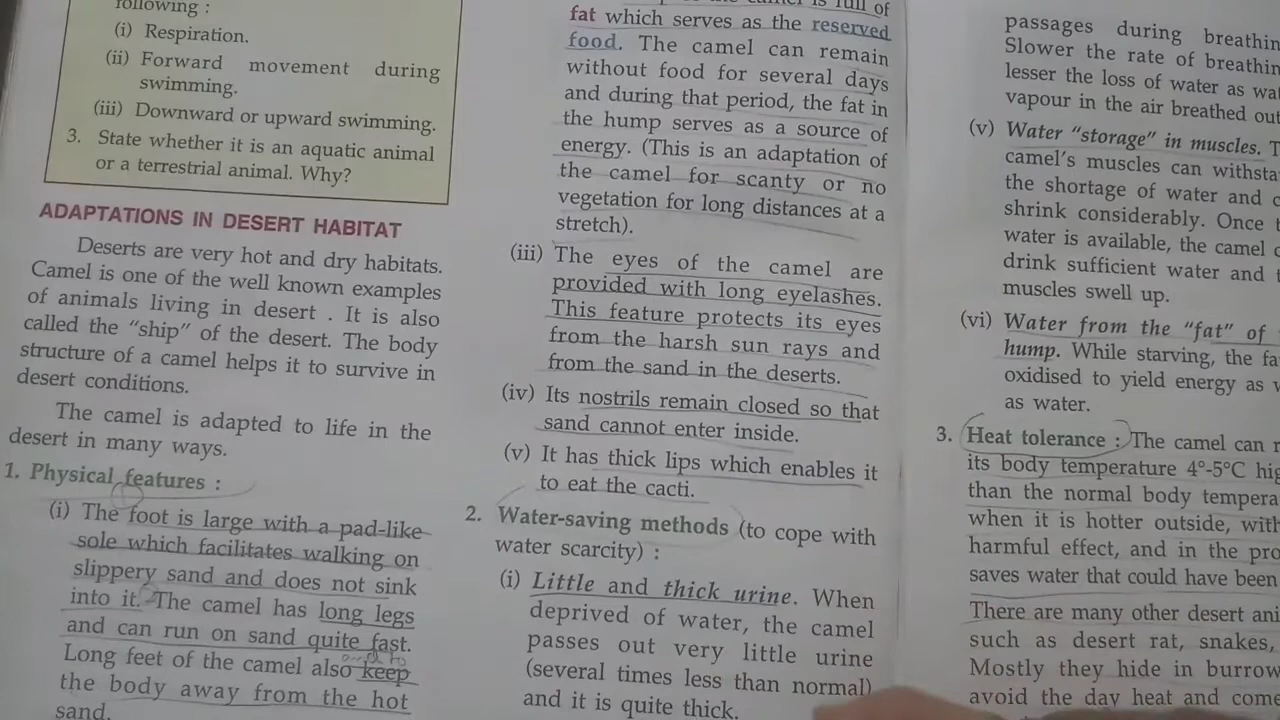 following :
(i) Respiration.
(ii) Forward movement during
swimming.
(iii) Downward or upward swimming.
3. State whether it is an aquatic animal
or a terrestrial animal. Why?
ADAPTATIONS IN DESERT HABITAT
Deserts are very hot and dry habitats.
Camel is one of the well known examples
of animals living in desert . It is also
called the “ship” of the desert. The body
structure of a camel helps it to survive in
desert conditions.
The camel is adapted to life in the
desert in many ways.
1. Physical features :
(i) The foot is large with a pad-like
sole which facilitates walking on
slippery sand and does not sink
into it. The camel has long legs
and can run on sand quite fast.
Long feet of the camel also keep
the body away from the hot
sand.
is full of
fat which serves as the reserved
food. The camel can remain
without food for several days
and during that period, the fat in
the hump serves as a source of
energy. (This is an adaptation of
the camel for scanty or no
vegetation for long distances at a
stretch).
(iii) The eyes of the camel are
provided with long eyelashes.
This feature protects its eyes
from the harsh sun rays and
from the sand in the deserts.
(iv) Its nostrils remain closed so that
sand cannot enter inside.
(v) It has thick lips which enables it
to eat the cacti.
2. Water-saving methods (to cope with
water scarcity) :
(i) Little and thick urine. When
deprived of water, the camel
passes out very little urine
(several times less than normal)
and it is quite thick.
passages during
Slower the rate of
lesser the loss of water as
vapour in the air breathed out
(v) Water “storage” in muscles.
camel’s muscles can
the shortage of water and
shrink considerably. Once
water is available, the camel
drink sufficient water and
muscles swell up.
(vi) Water from the “fat” of
hump. While starving, the
oxidised to yield energy as
as water.
3. Heat tolerance : The camel can
its body temperature 4°-5°C
than the normal body
when it is hotter outside,
harmful effect, and in the
saves water that could have been
There are many other desert
such as desert rat, snakes,
Mostly they hide in
avoid the day heat and